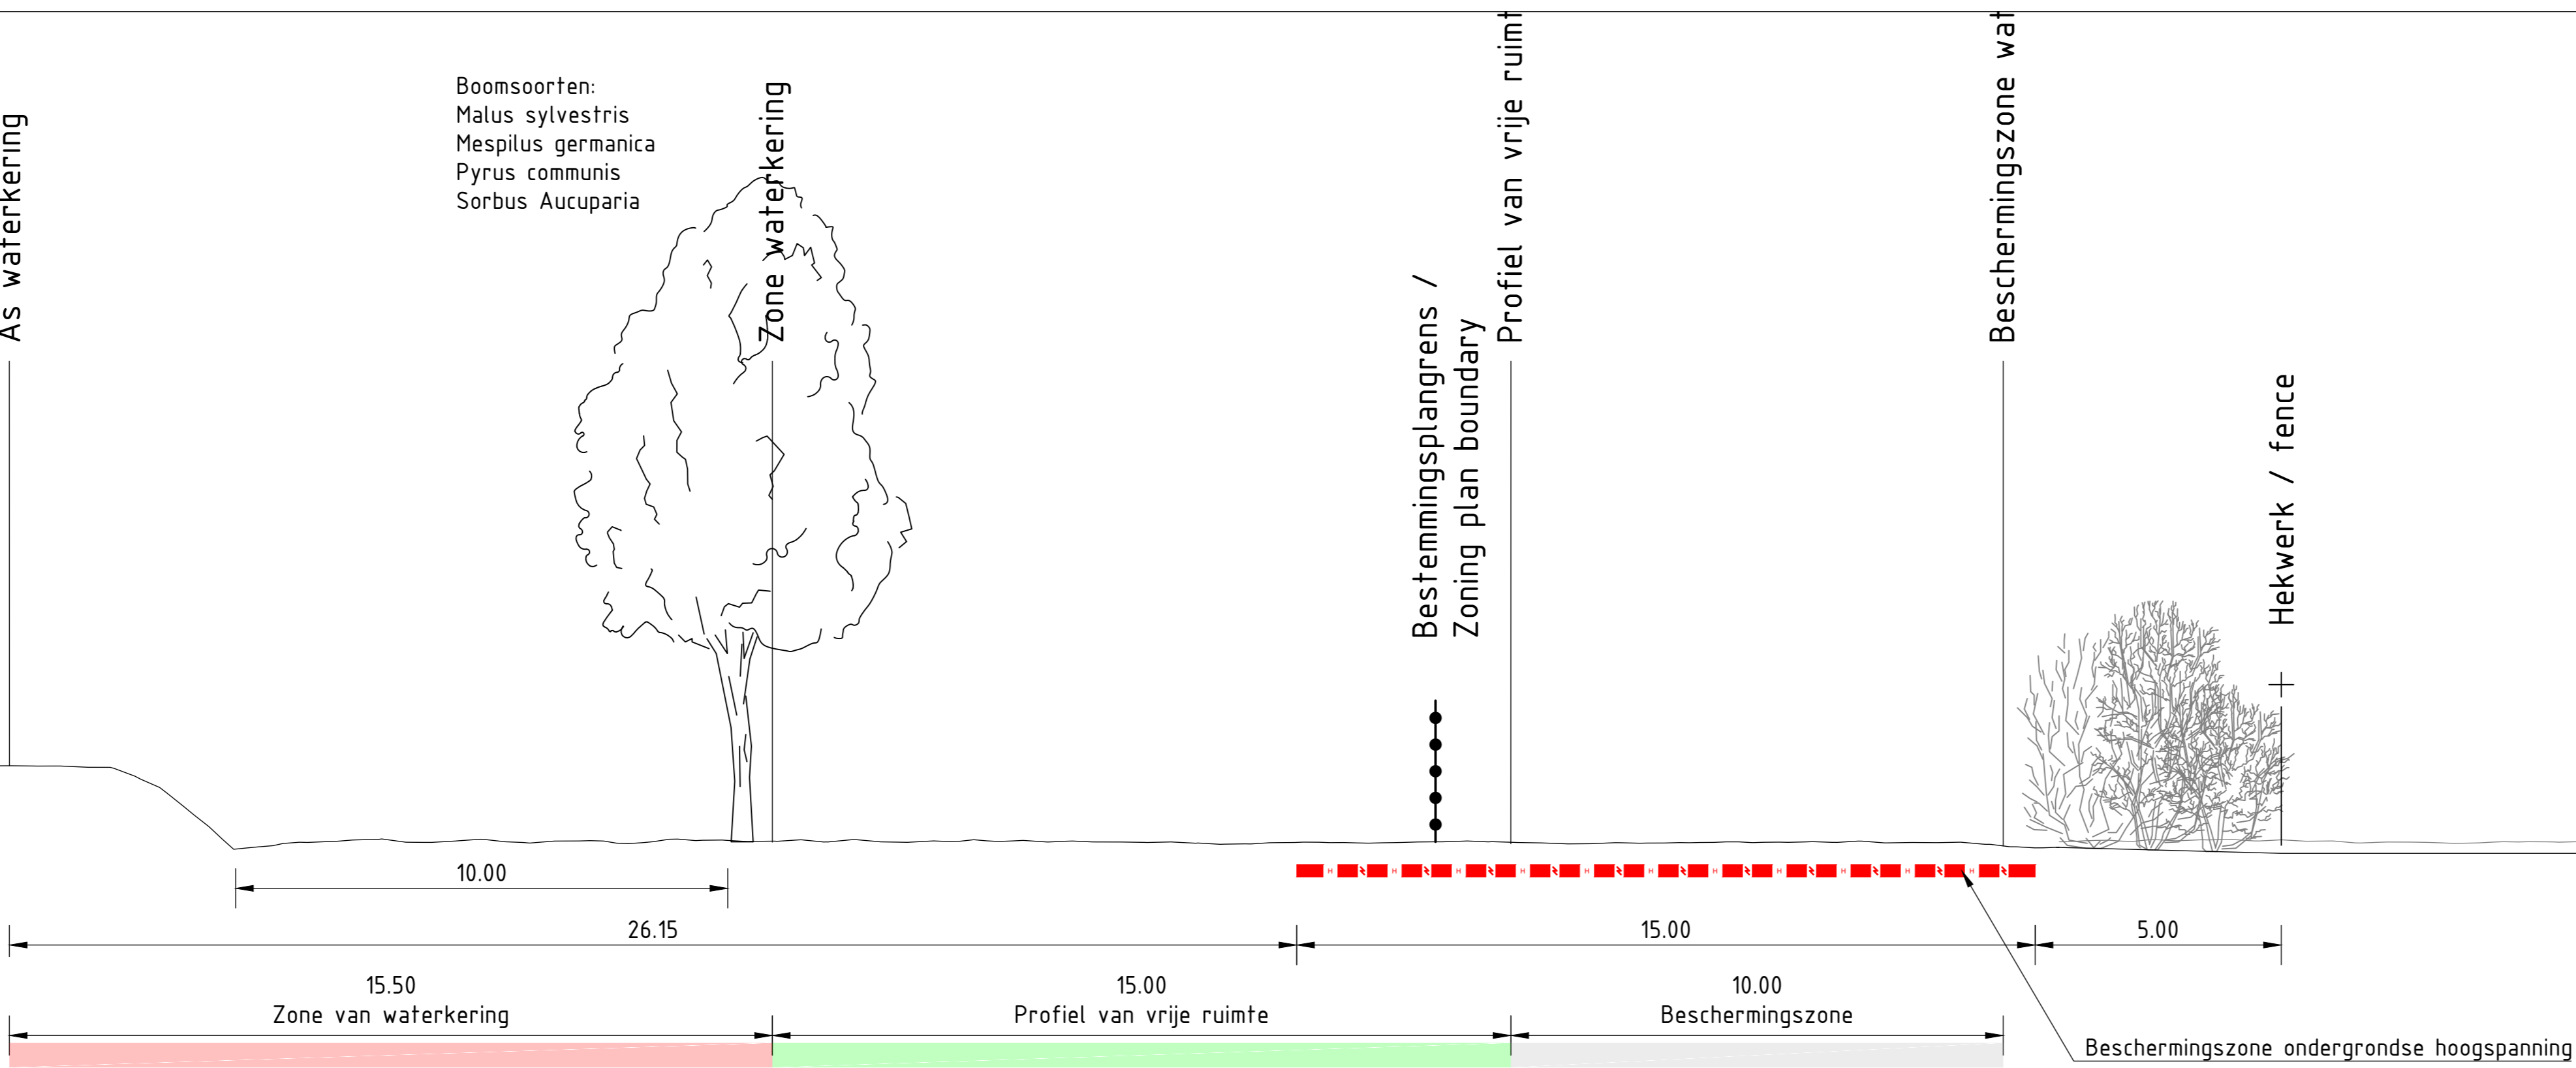 As waterkering
Boomsoorten:
Malus sylvestris
Mespilus germanica
Pyrus communis
Sorbus Aucuparia
Zone waterkering
Bestemmingsplangrens /
Zoning plan boundary
Profiel van vrije ruimt
Beschermingszone wat
Hekwerk / fence
10.00
26.15
15.00
5.00
15.50
Zone van waterkering
15.00
Profiel van vrije ruimte
10.00
Beschermingszone
Beschermingszone ondergrondse hoogspanning